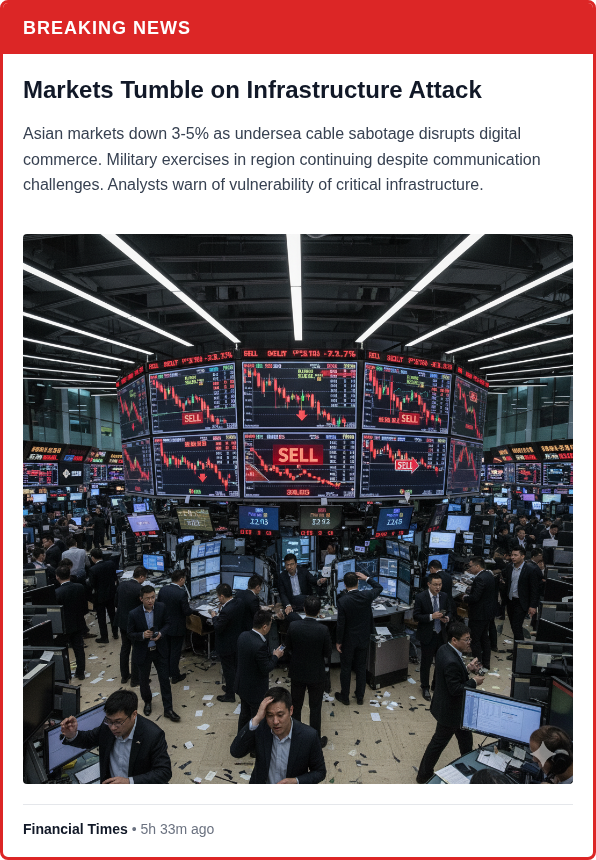 BREAKING NEWS
Markets Tumble on Infrastructure Attack
Asian markets down 3-5% as undersea cable sabotage disrupts digital
commerce. Military exercises in region continuing despite communication
challenges. Analysts warn of vulnerability of critical infrastructure.
SELL
SELL
SELL
SELL
SELL
Financial Times • 5h 33m ago